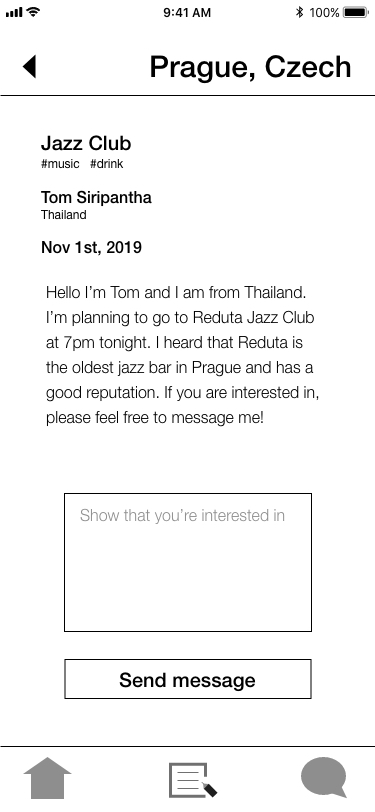 9:41 AM 100%
Prague, Czech
Jazz Club
#music #drink
Tom Siripantha
Thailand
Nov 1st, 2019
Hello I’m Tom and I am from Thailand.
I’m planning to go to Reduta Jazz Club
at 7pm tonight. I heard that Reduta is
the oldest jazz bar in Prague and has a
good reputation. If you are interested in,
please feel free to message me!
Show that you’re interested in
Send message